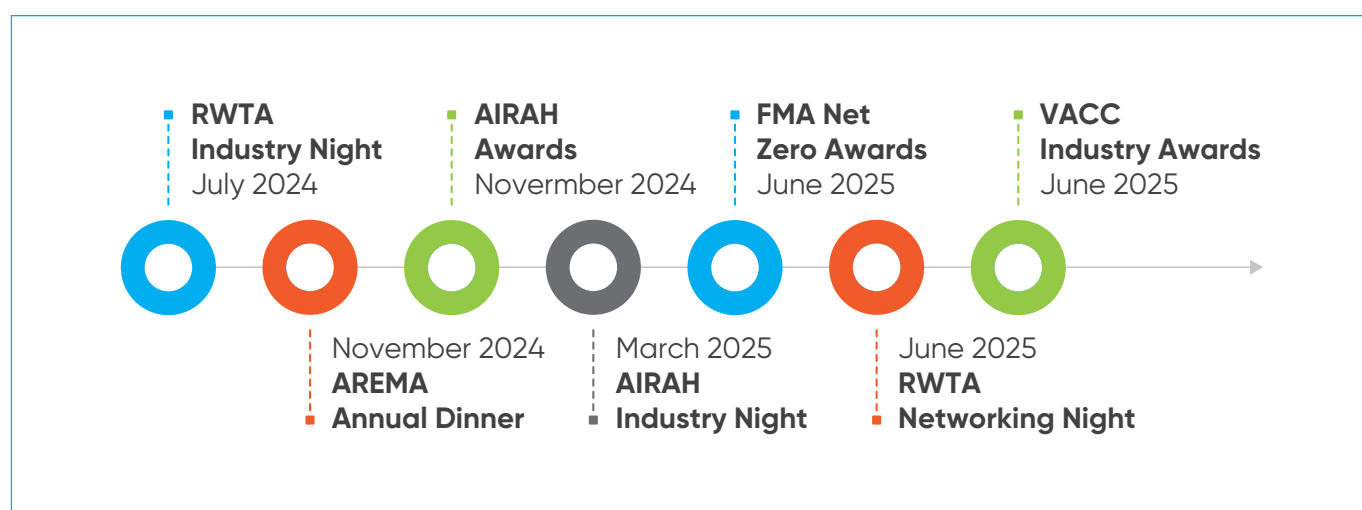 RWTA
Industry Night
July 2024
AIRAH
Awards
Novermber 2024
FMA Net
Zero Awards
June 2025
VACC
Industry Awards
June 2025
November 2024
AREMA
Annual Dinner
March 2025
AIRAH
Industry Night
June 2025
RWTA
Networking Night